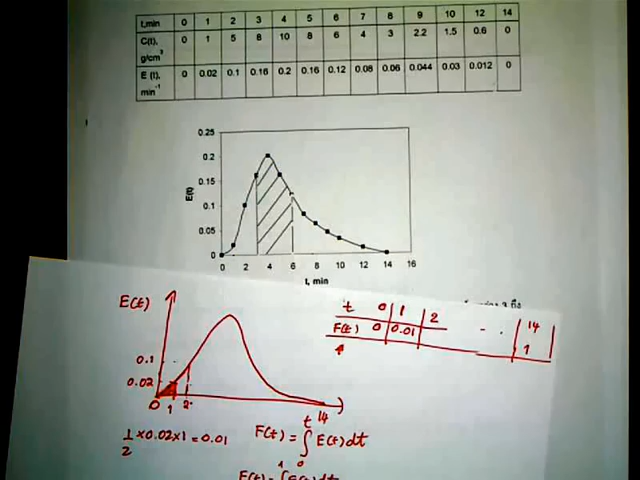 t,min 0 1 2 3 4 5 6 7 8 9 10 12 14
C(t), g/cm³ 0 1 5 8 10 8 6 4 3 2.2 1.5 0.6 0
E (t), min⁻¹ 0 0.02 0.1 0.16 0.2 0.16 0.12 0.08 0.06 0.044 0.03 0.012 0
0.25
0.2
0.15
0.1
0.05
0
E(t)
0 2 4 6 8 10 12 14 16
t, min
E(t)
0.1
0.02
0 1 2
t 14
t 0 1 2 - . 14
F(t) 0 0.01 1
1/2 × 0.02 × 1 = 0.01
F(t) = ∫ E(t) dt
0